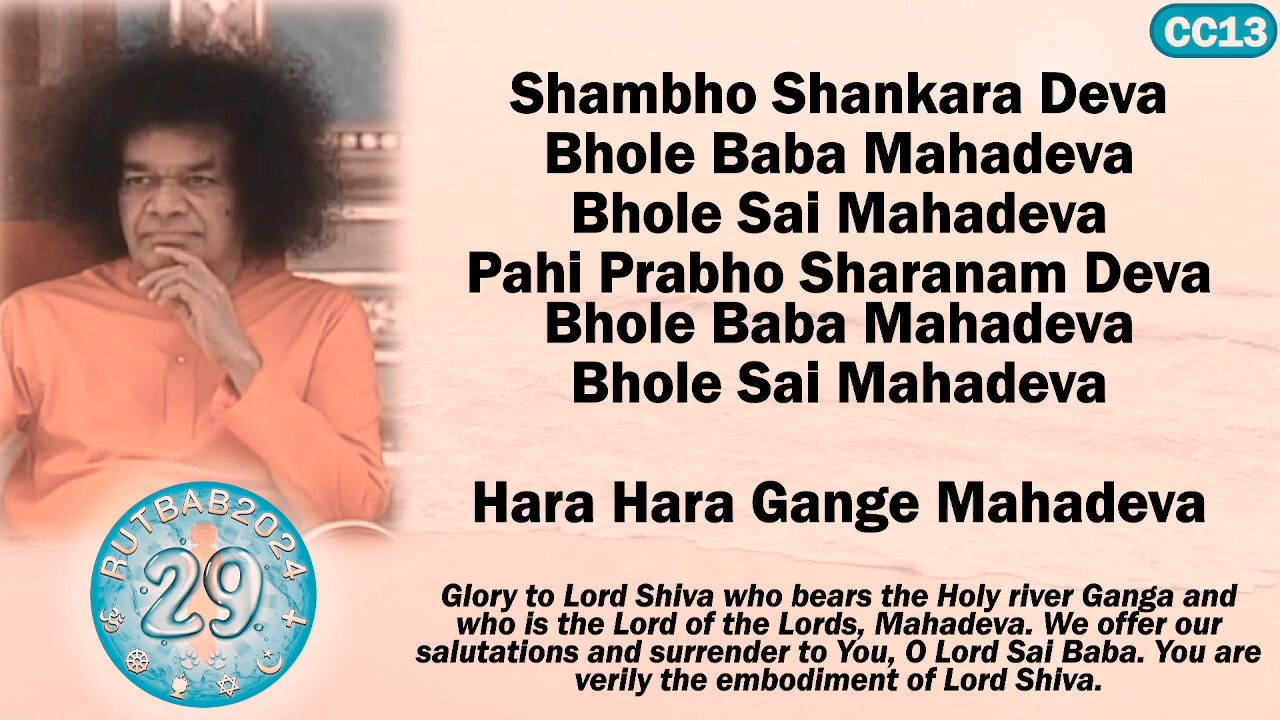 CC13
Shambho Shankara Deva
Bhole Baba Mahadeva
Bhole Sai Mahadeva
Pahi Prabho Sharanam Deva
Bhole Baba Mahadeva
Bhole Sai Mahadeva
Hara Hara Gange Mahadeva
RUTBAB2024
29
ॐ
Glory to Lord Shiva who bears the Holy river Ganga and
who is the Lord of the Lords, Mahadeva. We offer our
salutations and surrender to You, O Lord Sai Baba. You are
verily the embodiment of Lord Shiva.